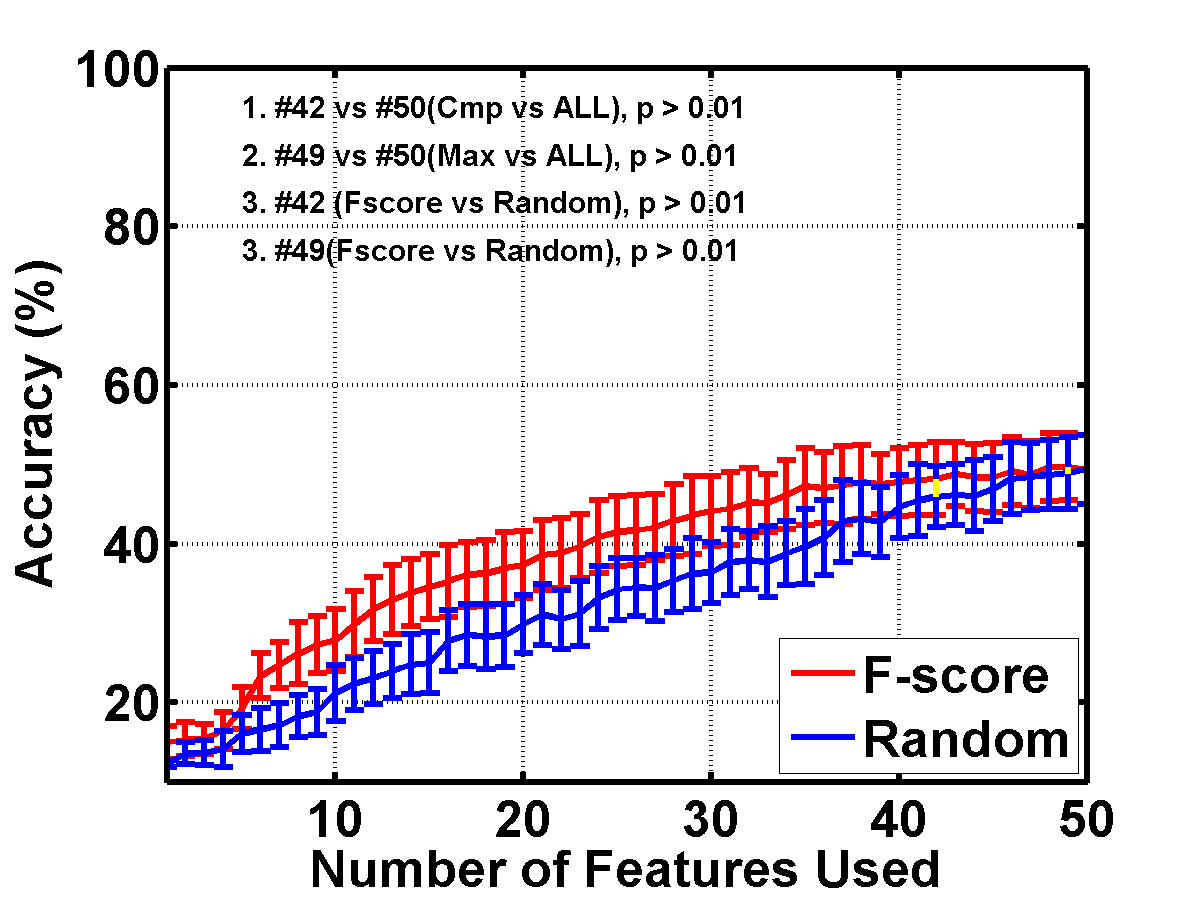 100
80
60
40
20
1. #42 vs #50(Cmp vs ALL), p > 0.01
2. #49 vs #50(Max vs ALL), p > 0.01
3. #42 (Fscore vs Random), p > 0.01
3. #49(Fscore vs Random), p > 0.01
Accuracy (%)
F-score
Random
10 20 30 40 50
Number of Features Used